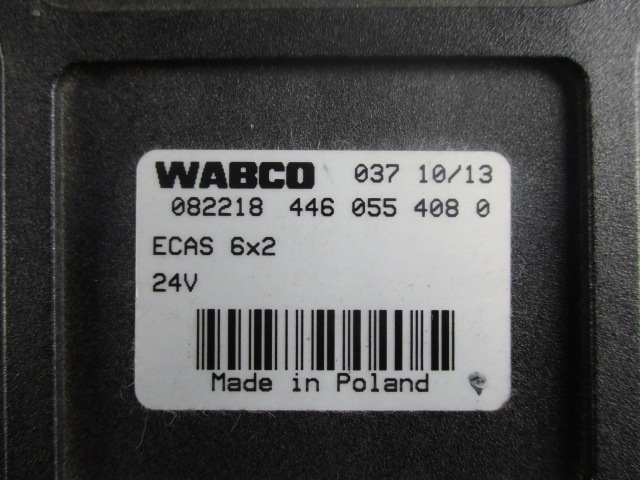 WABCO 037 10/13
082218 446 055 408 0
ECAS 6x2
24V
Made in Poland